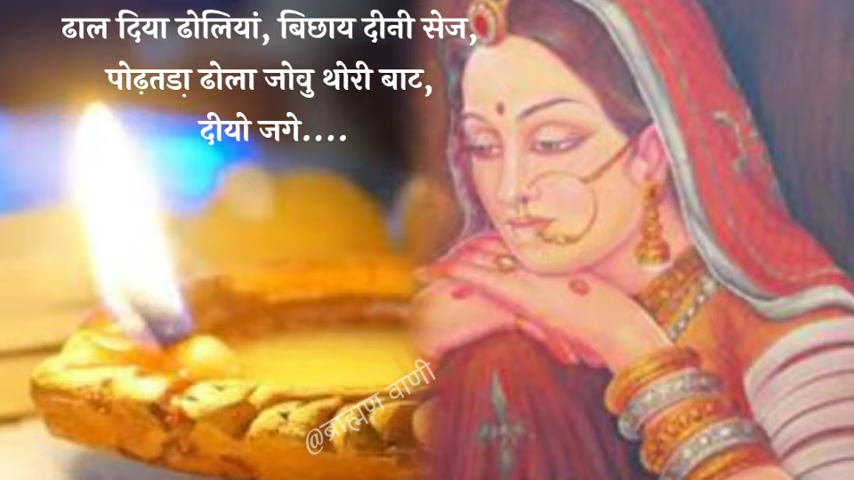 ढाल दिया ढोलियां, बिछाय दीनी सेज,
पोढ़तडा़ ढोला जोवु थोरी बाट,
दीयो जगे....
@ब्राह्मण वाणी